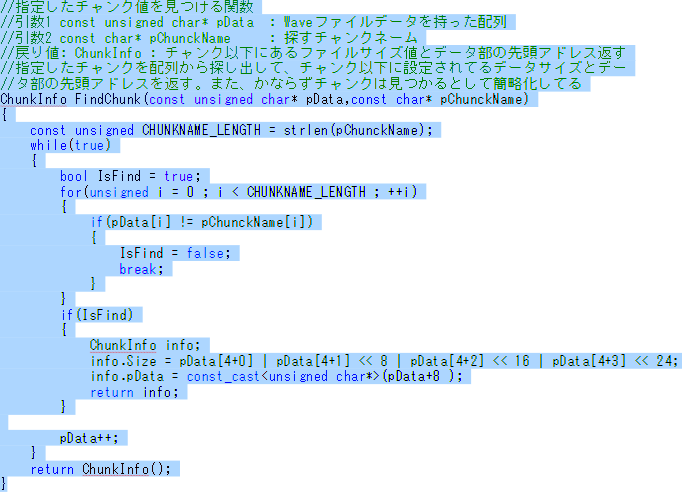 //指定したチャンク値を見つける関数
//引数1 const unsigned char* pData  : Waveファイルデータを持った配列
//引数2 const char* pChunckName     : 探すチャンクネーム
//戻り値: ChunkInfo : チャンク以下にあるファイルサイズ値とデータ部の先頭アドレス返す
//指定したチャンクを配列から探し出して、チャンク以下に設定されてるデータサイズとデー
//タ部の先頭アドレスを返す。また、かならずチャンクは見つかるとして簡略化してる
ChunkInfo FindChunk(const unsigned char* pData,const char* pChunckName)
{
    const unsigned CHUNKNAME_LENGTH = strlen(pChunckName);
    while(true)
    {
        bool IsFind = true;
        for(unsigned i = 0 ; i < CHUNKNAME_LENGTH ; ++i)
        {
            if(pData[i] != pChunckName[i])
            {
                IsFind = false;
                break;
            }
        }
        if(IsFind)
        {
            ChunkInfo info;
            info.Size = pData[4+0] | pData[4+1] << 8 | pData[4+2] << 16 | pData[4+3] << 24;
            info.pData = const_cast<unsigned char*>(pData+8 );
            return info;
        }
        pData++;
    }
    return ChunkInfo();
}